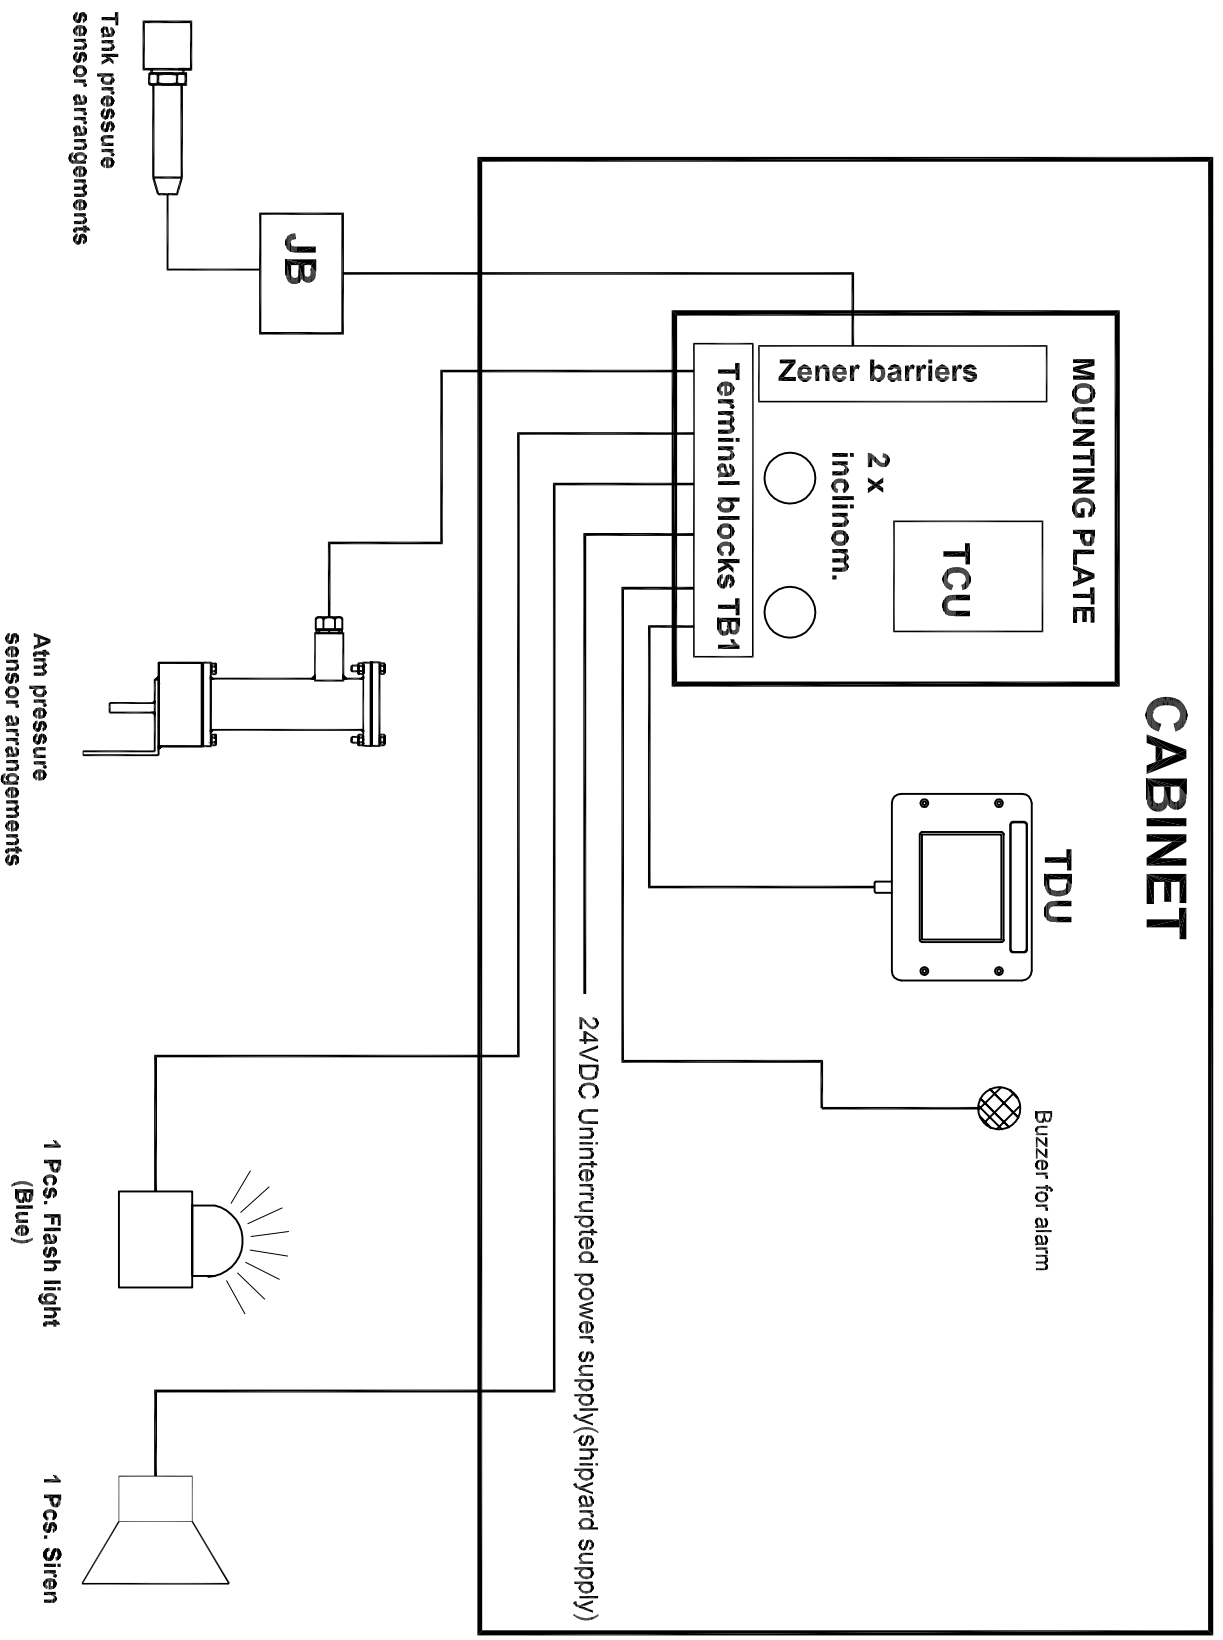 CABINET
MOUNTING PLATE
TCU
2 x
inclinom.
Zener barriers
Terminal blocks TB1
TDU
Buzzer for alarm
24VDC Uninterrupted power supply(shipyard supply)
JB
Tank pressure
sensor arrangements
Atm pressure
sensor arrangements
1 Pcs. Flash light
(Blue)
1 Pcs. Siren